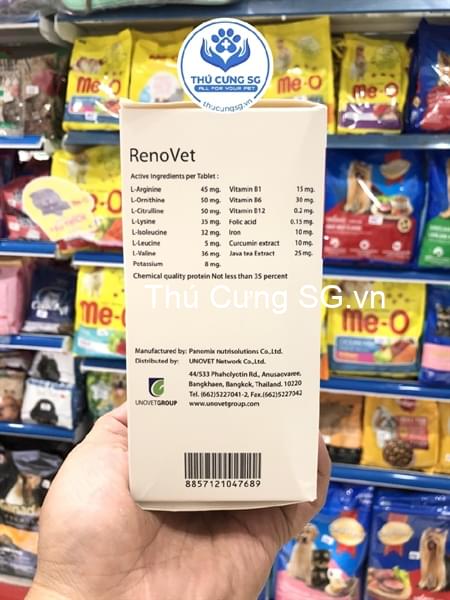 THÚ CƯNG SG
ALL FOR YOUR PET
thucungsg.vn
me-o
me-o
me-o
RenoVet
Active Ingredients per Tablet :
L-Arginine 45 mg. Vitamin B1 15 mg.
L-Ornithine 50 mg. Vitamin B6 30 mg.
L-Citrulline 50 mg. Vitamin B12 0.2 mg.
L-Lysine 35 mg. Folic acid 0.15 mg.
L-Isoleucine 32 mg. Iron 10 mg.
L-Leucine 5 mg. Curcumin extract 10 mg.
L-Valine 36 mg. Java tea Extract 25 mg.
Potassium 8 mg.
Chemical quality protein Not less than 35 percent
Thú Cưng SG.vn
me-o
Manufactured by: Panomix nutrisolutions Co.,Ltd.
Distributed by: UNOVET Network Co.,Ltd.
44/533 Phaholyctin Rd., Anusaovaree,
Bangkhaen, Bangkok, Thailand. 10220
Tel. (662)5227041-2, Fax.(662)5227042
UNOVETGROUP www.unovetgroup.com
8857121047689